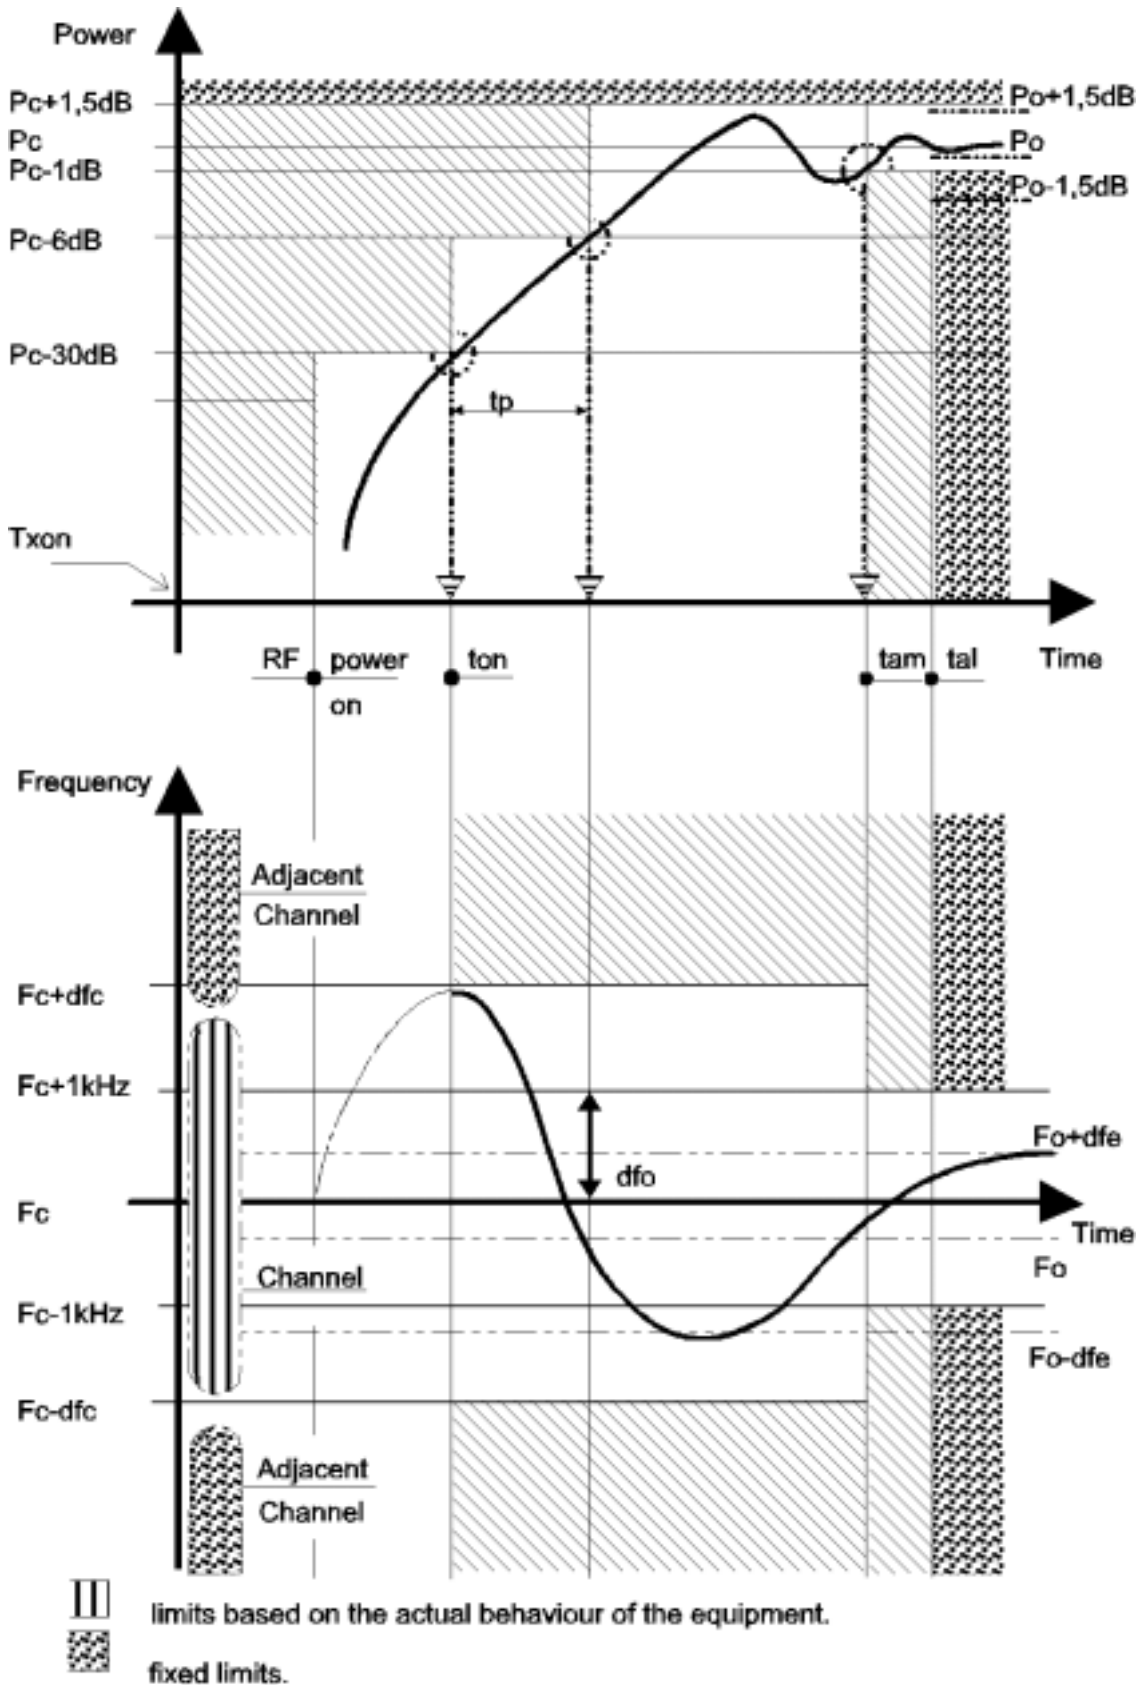 Power
Pc+1,5dB
Po+1,5dB
Pc
Po
Pc-1dB
Po-1,5dB
Pc-6dB
Pc-30dB
tp
Txon
RF power on
ton
tam
tal
Time
Frequency
Adjacent
Channel
Fc+dfc
Fc+1kHz
Fo+dfe
dfo
Fc
Time
Fo
Channel
Fc-1kHz
Fo-dfe
Fc-dfc
Adjacent
Channel
limits based on the actual behaviour of the equipment.
fixed limits.